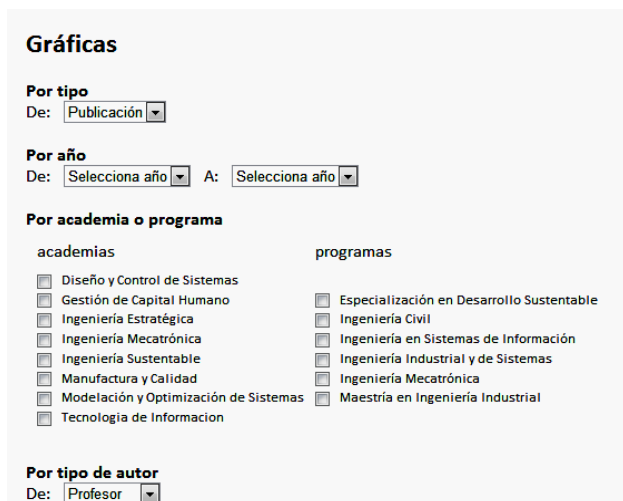 Gráficas
Por tipo
De: Publicación
Por año
De: Selecciona año A: Selecciona año
Por academia o programa
academias programas
Diseño y Control de Sistemas
Gestión de Capital Humano Especialización en Desarrollo Sustentable
Ingeniería Estratégica Ingeniería Civil
Ingeniería Mecatrónica Ingeniería en Sistemas de Información
Ingeniería Sustentable Ingeniería Industrial y de Sistemas
Manufactura y Calidad Ingeniería Mecatrónica
Modelación y Optimización de Sistemas Maestría en Ingeniería Industrial
Tecnologia de Informacion
Por tipo de autor
De: Profesor